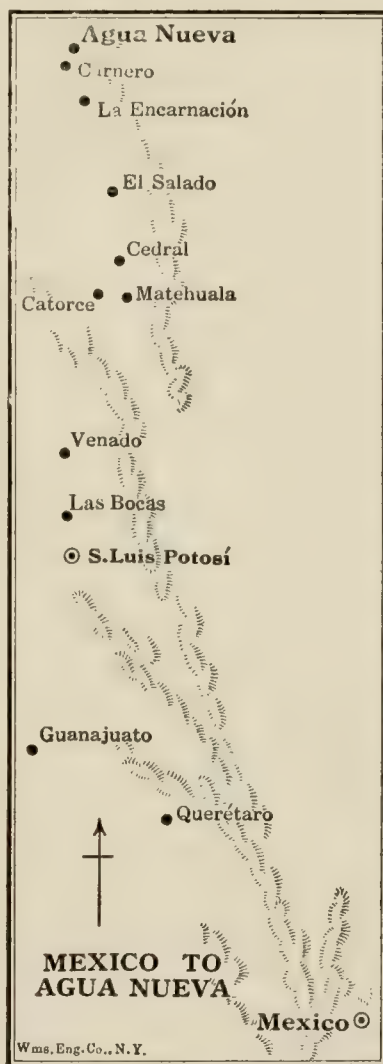 Agua Nueva
Carnero
La Encarnación
El Salado
Cedral
Catorce
Matehuala
Venado
Las Bocas
S. Luis Potosí
Guanajuato
Querétaro
MEXICO TO
AGUA NUEVA
Mexico
Wms. Eng. Co., N. Y.